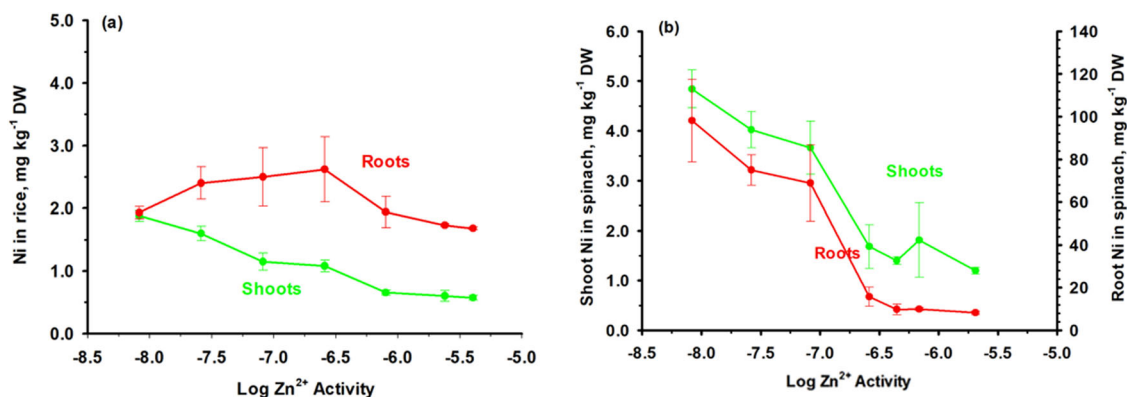 (a)
5.0
4.0
3.0
2.0
1.0
0.0
Ni in rice, mg kg⁻¹ DW
Roots
Shoots
-8.5 -8.0 -7.5 -7.0 -6.5 -6.0 -5.5 -5.0
Log Zn²⁺ Activity
(b)
6.0
5.0
4.0
3.0
2.0
1.0
0.0
Shoot Ni in spinach, mg kg⁻¹ DW
Shoots
Roots
140
120
100
80
60
40
20
0
Root Ni in spinach, mg kg⁻¹ DW
-8.5 -8.0 -7.5 -7.0 -6.5 -6.0 -5.5 -5.0
Log Zn²⁺ Activity